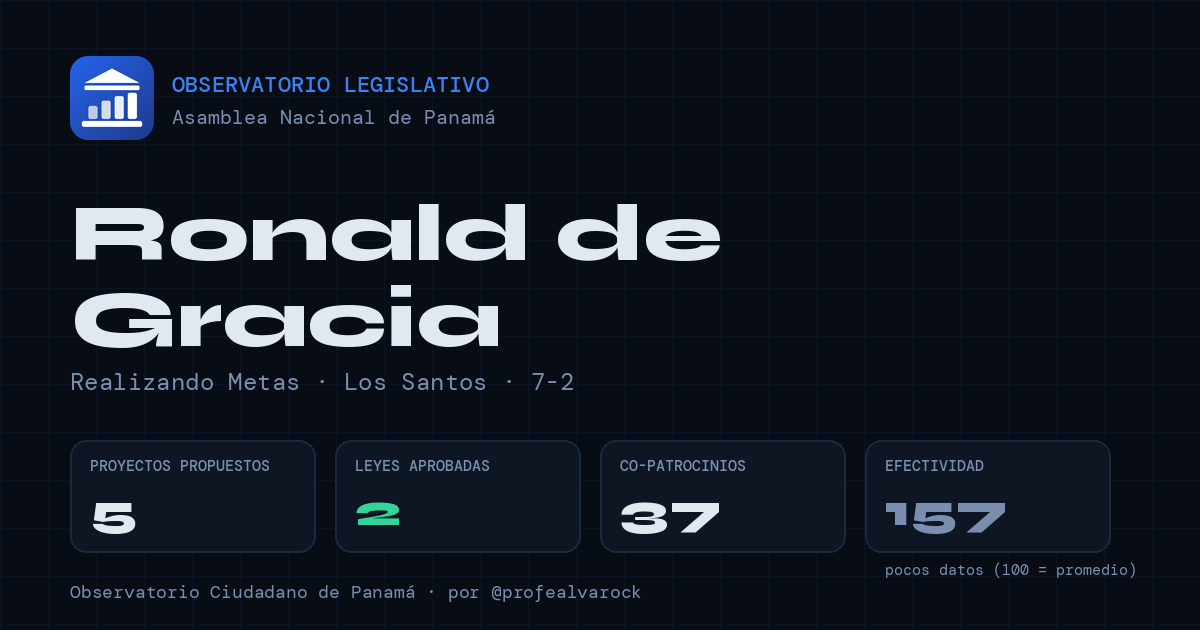 OBSERVATORIO LEGISLATIVO
Asamblea Nacional de Panamá
Ronald de
Gracia
Realizando Metas · Los Santos · 7-2
PROYECTOS PROPUESTOS
5
LEYES APROBADAS
2
CO-PATROCINIOS
37
EFECTIVIDAD
157
pocos datos (100 = promedio)
Observatorio Ciudadano de Panamá · por @profealvarock